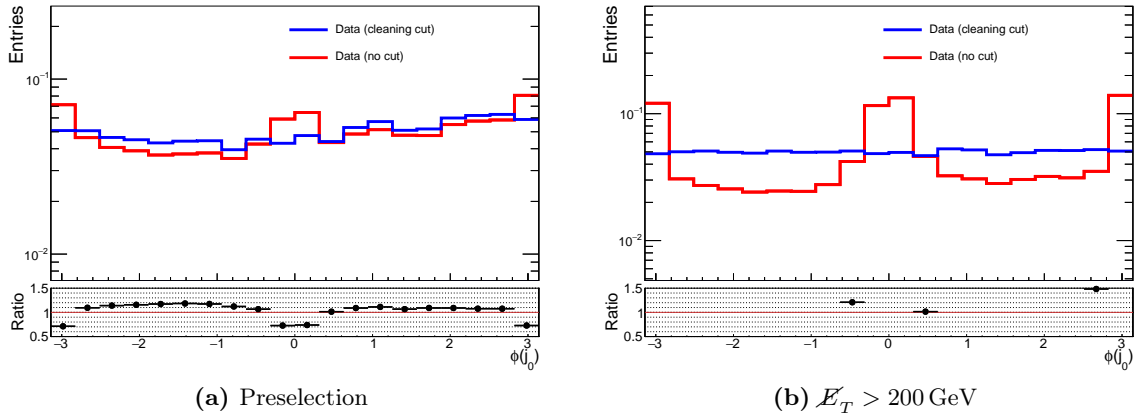 Entries
10⁻¹
10⁻²
Data (cleaning cut)
Data (no cut)
Ratio
1.5
1
0.5
−3 −2 −1 0 1 2 3
ϕ(j₀)
(a) Preselection
Entries
10⁻¹
10⁻²
Data (cleaning cut)
Data (no cut)
Ratio
1.5
1
0.5
−3 −2 −1 0 1 2 3
ϕ(j₀)
(b) E̸_T > 200 GeV